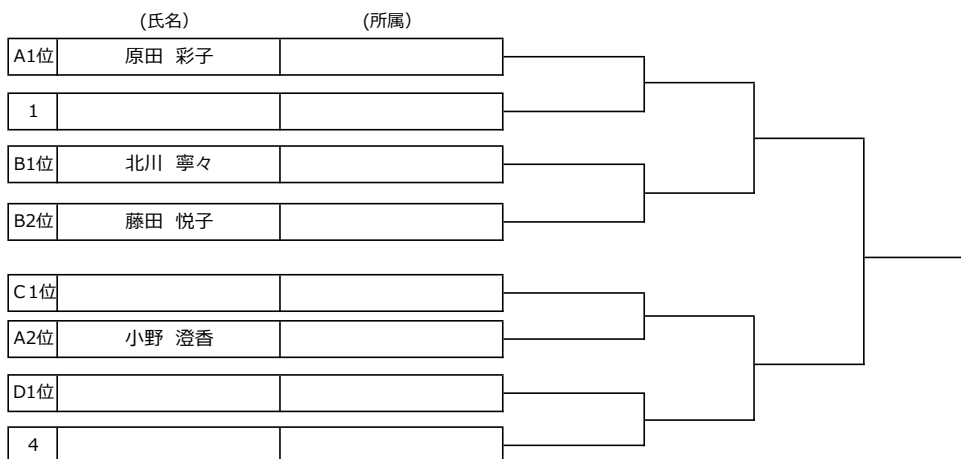 (氏名） (所属）
A1位 原田 彩子
1
B1位 北川 寧々
B2位 藤田 悦子
C1位
A2位 小野 澄香
D1位
4